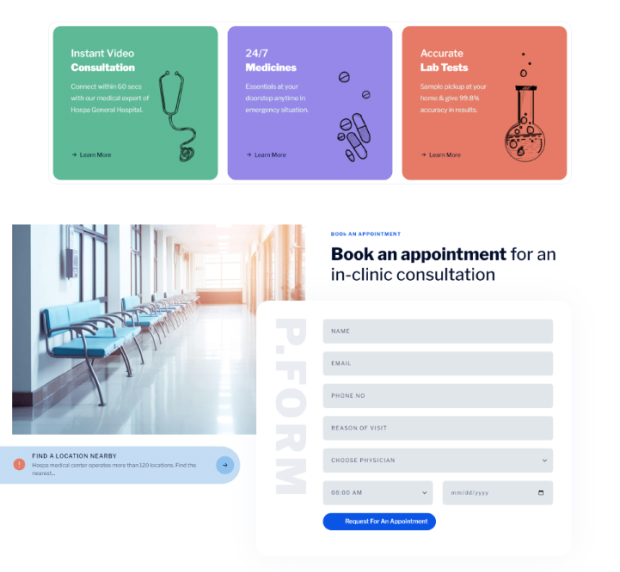 Instant Video
Consultation
Connect within 60 secs
with our medical expert of
Hosps General Hospital.
→ Learn More
24/7
Medicines
Essentials at your
doorstep anytime in
emergency situation.
→ Learn More
Accurate
Lab Tests
Sample pickup at your
home & give 99.8%
accuracy in results.
→ Learn More
BOOK AN APPOINTMENT
Book an appointment for an
in-clinic consultation
P.FORM
NAME
EMAIL
PHONE NO
REASON OF VISIT
CHOOSE PHYSICIAN
05:00 AM
mm/dd/yyyy
Request For An Appointment
FIND A LOCATION NEARBY
Hosps medical center operates more than 120 locations. Find the
nearest...